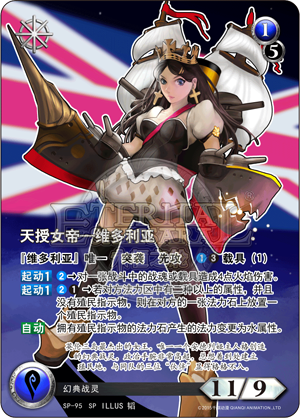 1
5
天授女帝——维多利亚
『维多利亚』唯一 突袭 先攻 ① 3 载具 (1)
起动1 ②→对一张战斗中的战魂或载具造成4点火焰伤害。
起动2 1→若对方法力区中有二种以上的属性,并且
没有殖民指示物,则在对方的一张法力石上放置一
个殖民指示物。
自动 拥有殖民指示物的法力石产生的法力变更为水属性。
幻典战灵
SP-95 SP ILLUS 韬
11/9